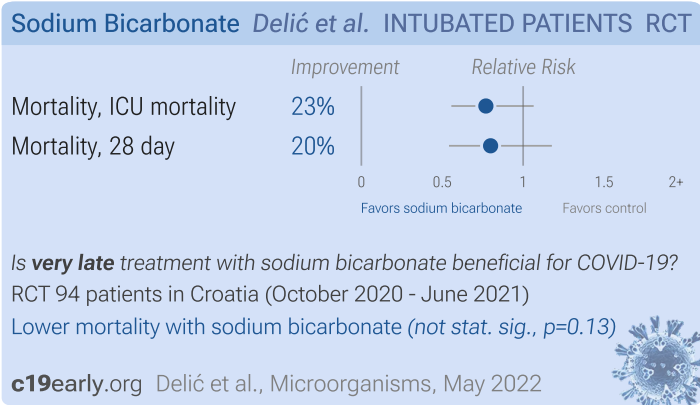 Sodium Bicarbonate Delić et al. INTUBATED PATIENTS RCT
Improvement Relative Risk
Mortality, ICU mortality 23%
Mortality, 28 day 20%
0 0.5 1 1.5 2+
Favors sodium bicarbonate Favors control
Is very late treatment with sodium bicarbonate beneficial for COVID-19?
RCT 94 patients in Croatia (October 2020 - June 2021)
Lower mortality with sodium bicarbonate (not stat. sig., p=0.13)
c19early.org Delić et al., Microorganisms, May 2022